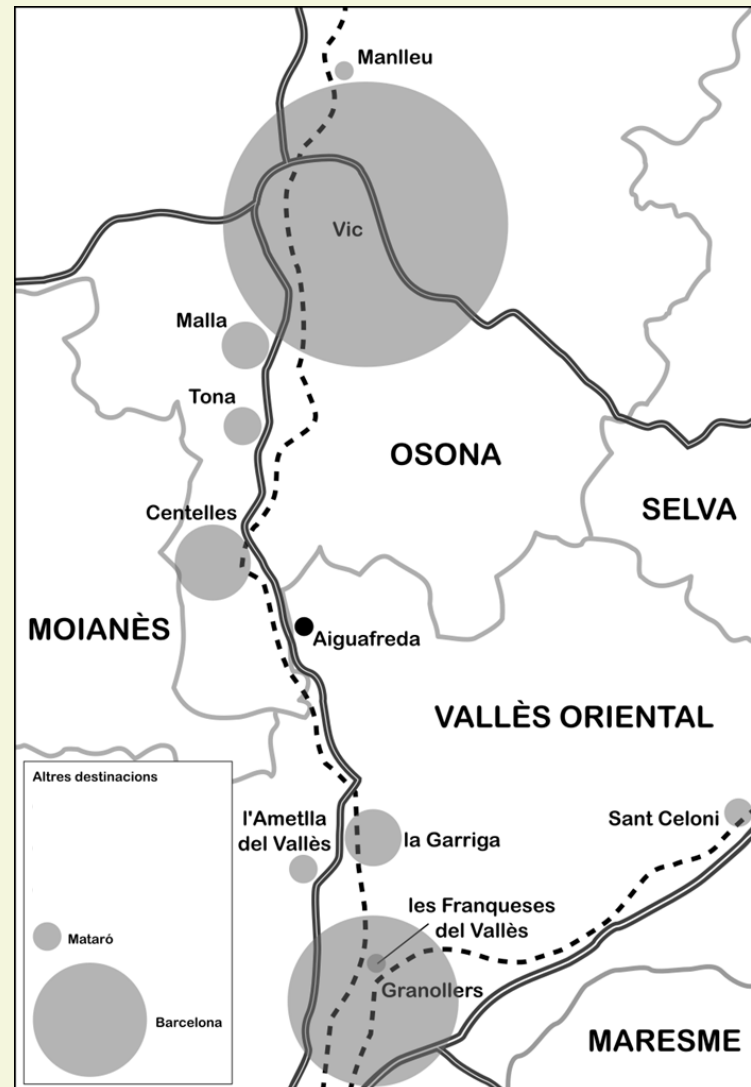 Manlleu
Vic
Malla
Tona
OSONA
Centelles
SELVA
MOIANÈS
Aiguafreda
VALLÈS ORIENTAL
Altres destinacions
l'Ametlla
del Vallès
la Garriga
Sant Celoni
les Franqueses
del Vallès
Mataró
Granollers
Barcelona
MARESME